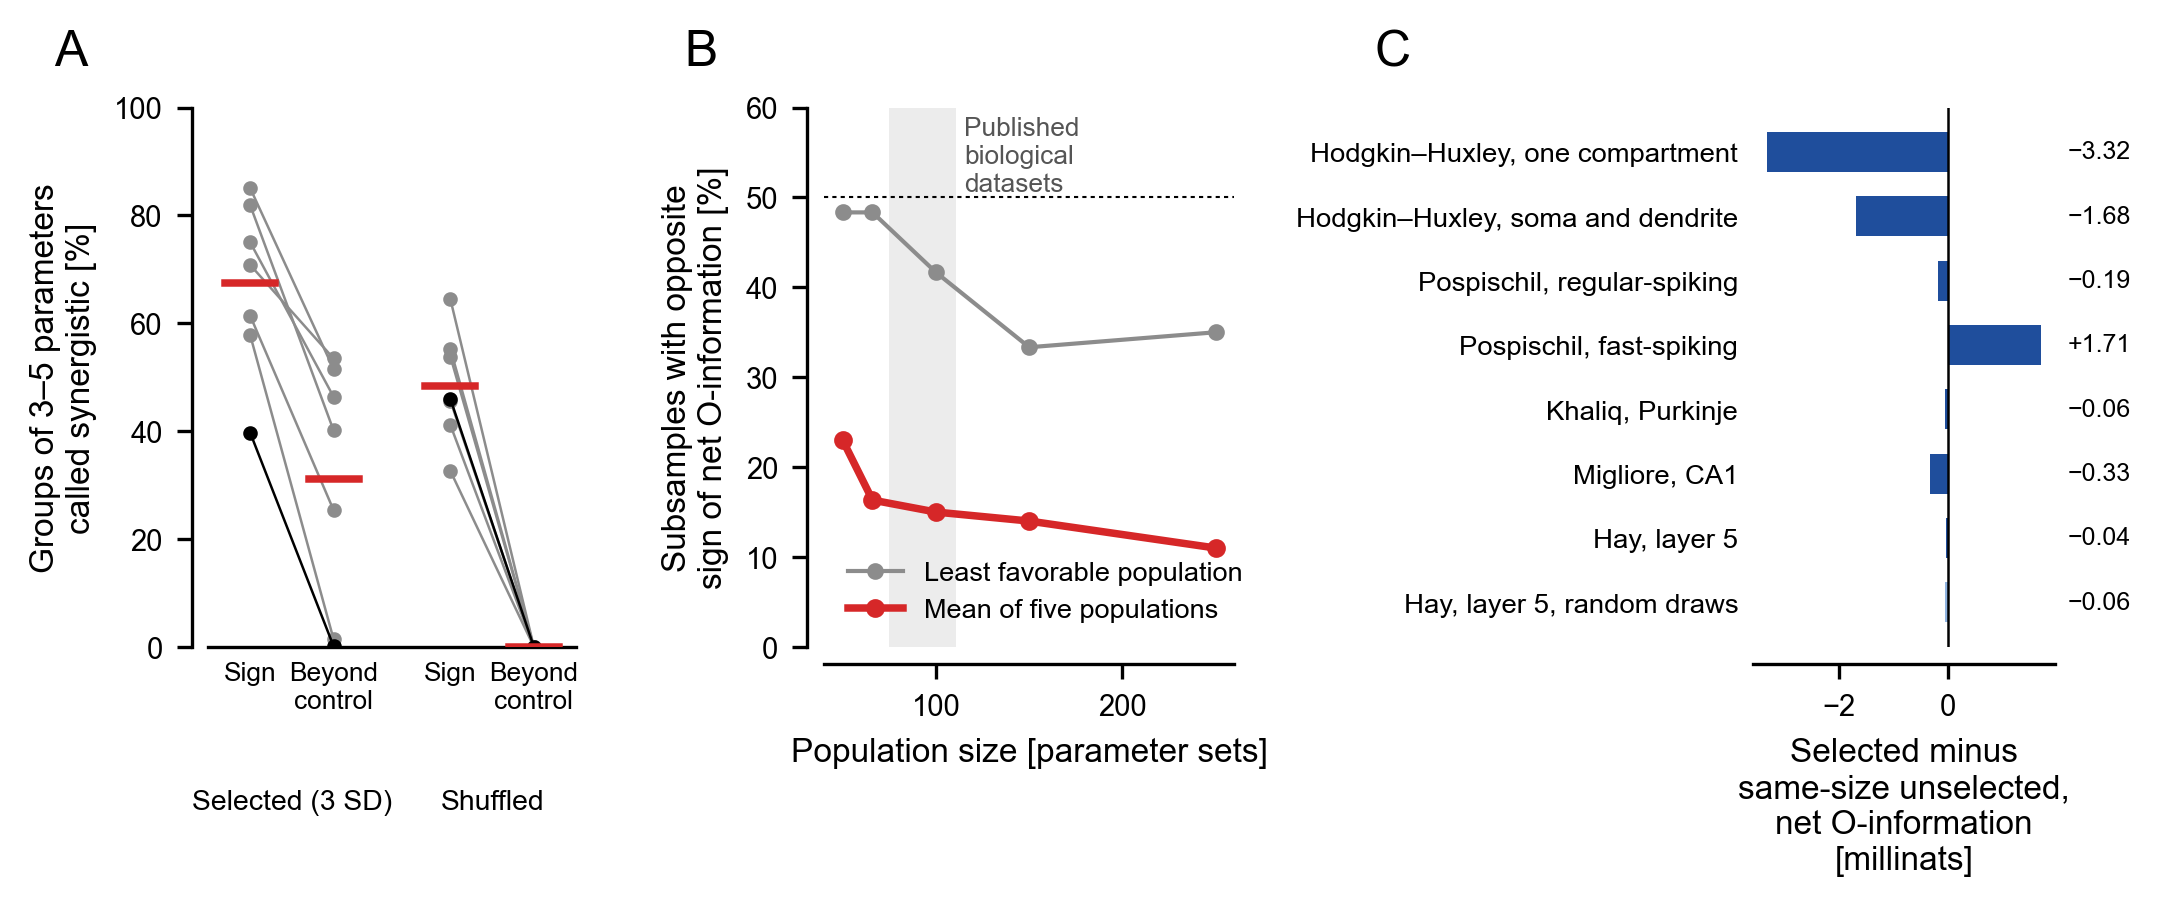 A
Groups of 3–5 parameters
called synergistic [%]
100
80
60
40
20
0
Sign
Beyond
control
Sign
Beyond
control
Selected (3 SD)
Shuffled
B
Subsamples with opposite
sign of net O-information [%]
60
50
40
30
20
10
0
Published
biological
datasets
Least favorable population
Mean of five populations
100
200
Population size [parameter sets]
C
Hodgkin–Huxley, one compartment
−3.32
Hodgkin–Huxley, soma and dendrite
−1.68
Pospischil, regular-spiking
−0.19
Pospischil, fast-spiking
+1.71
Khaliq, Purkinje
−0.06
Migliore, CA1
−0.33
Hay, layer 5
−0.04
Hay, layer 5, random draws
−0.06
−2
0
Selected minus
same-size unselected,
net O-information
[millinats]